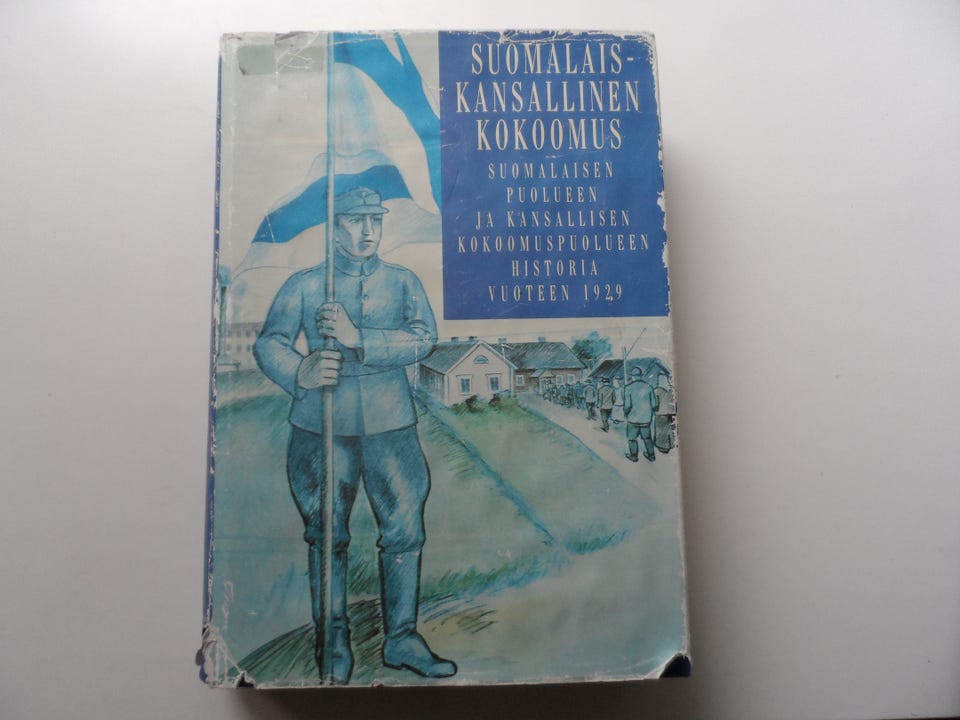 SUOMALAIS-
KANSALLINEN
KOKOOMUS
SUOMALAISEN
PUOLUEEN
JA KANSALLISEN
KOKOOMUSPUOLUEEN
HISTORIA
VUOTEEN 1929